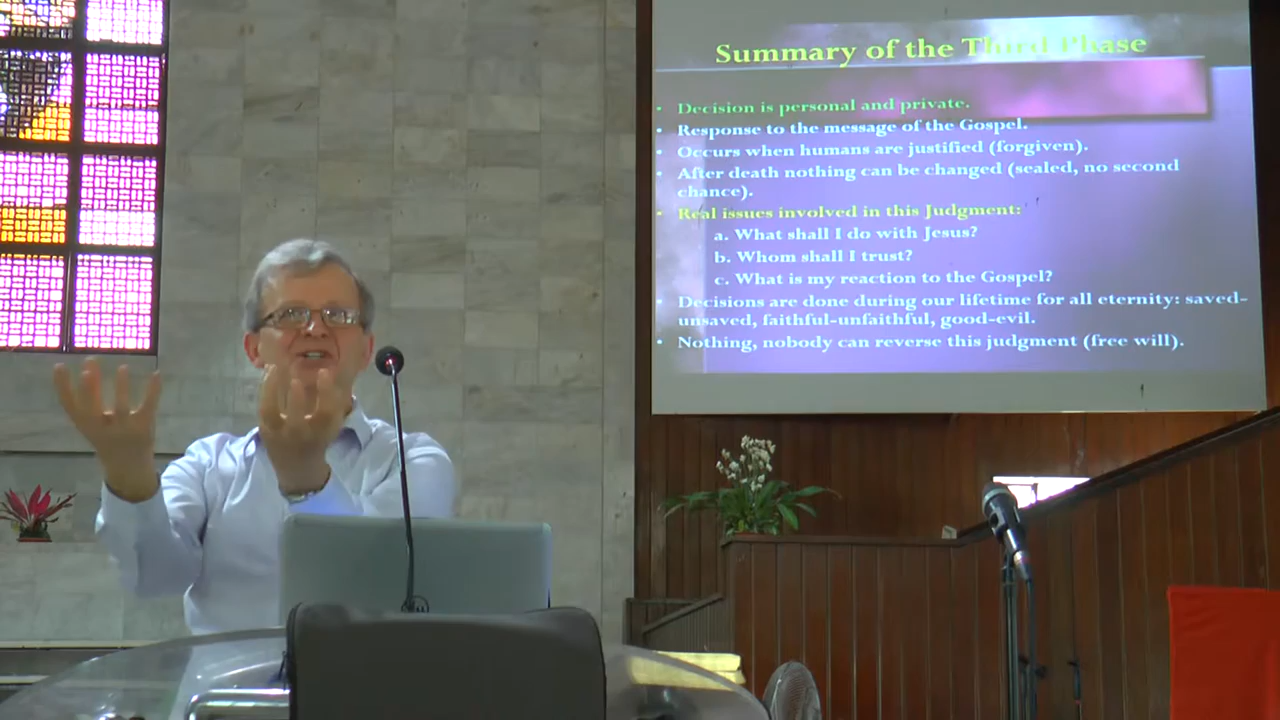 Summary of the Third Phase
• Decision is personal and private.
• Response to the message of the Gospel.
• Occurs when humans are justified (forgiven).
• After death nothing can be changed (sealed, no second
chance).
• Real issues involved in this Judgment:
a. What shall I do with Jesus?
b. Whom shall I trust?
c. What is my reaction to the Gospel?
• Decisions are done during our lifetime for all eternity: saved-
unsaved, faithful-unfaithful, good-evil.
• Nothing, nobody can reverse this judgment (free will).